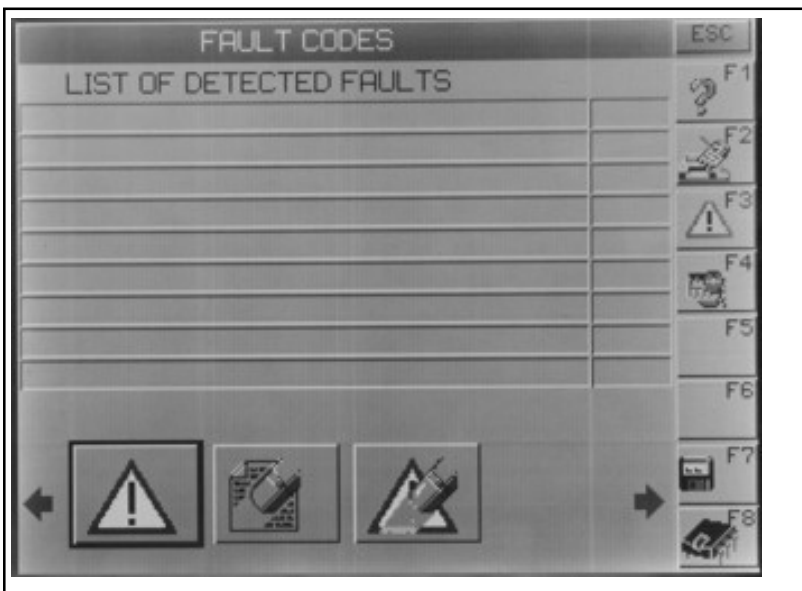 FAULT CODES
ESC
LIST OF DETECTED FAULTS
F1
F2
F3
F4
F5
F6
F7
F8